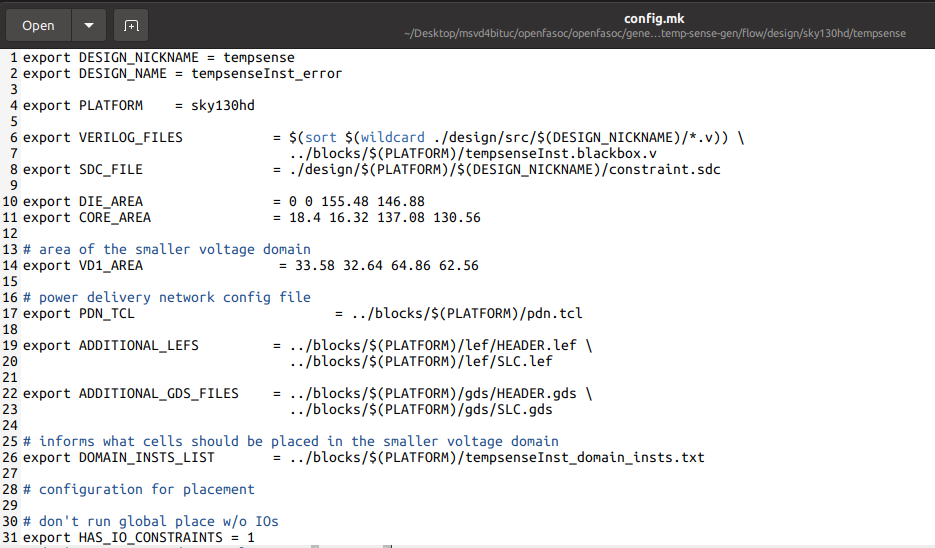 Open
config.mk
~/Desktop/msvd4bituc/openfasoc/openfasoc/gene...temp-sense-gen/flow/design/sky130hd/tempsense
1 export DESIGN_NICKNAME = tempsense
2 export DESIGN_NAME = tempsenseInst_error
3
4 export PLATFORM    = sky130hd
5
6 export VERILOG_FILES           = $(sort $(wildcard ./design/src/$(DESIGN_NICKNAME)/*.v)) \
7                                  ../blocks/$(PLATFORM)/tempsenseInst.blackbox.v
8 export SDC_FILE                = ./design/$(PLATFORM)/$(DESIGN_NICKNAME)/constraint.sdc
9
10 export DIE_AREA               = 0 0 155.48 146.88
11 export CORE_AREA              = 18.4 16.32 137.08 130.56
12
13 # area of the smaller voltage domain
14 export VD1_AREA                = 33.58 32.64 64.86 62.56
15
16 # power delivery network config file
17 export PDN_TCL                        = ../blocks/$(PLATFORM)/pdn.tcl
18
19 export ADDITIONAL_LEFS        = ../blocks/$(PLATFORM)/lef/HEADER.lef \
20                                 ../blocks/$(PLATFORM)/lef/SLC.lef
21
22 export ADDITIONAL_GDS_FILES   = ../blocks/$(PLATFORM)/gds/HEADER.gds \
23                                 ../blocks/$(PLATFORM)/gds/SLC.gds
24
25 # informs what cells should be placed in the smaller voltage domain
26 export DOMAIN_INSTS_LIST      = ../blocks/$(PLATFORM)/tempsenseInst_domain_insts.txt
27
28 # configuration for placement
29
30 # don't run global place w/o IOs
31 export HAS_IO_CONSTRAINTS = 1